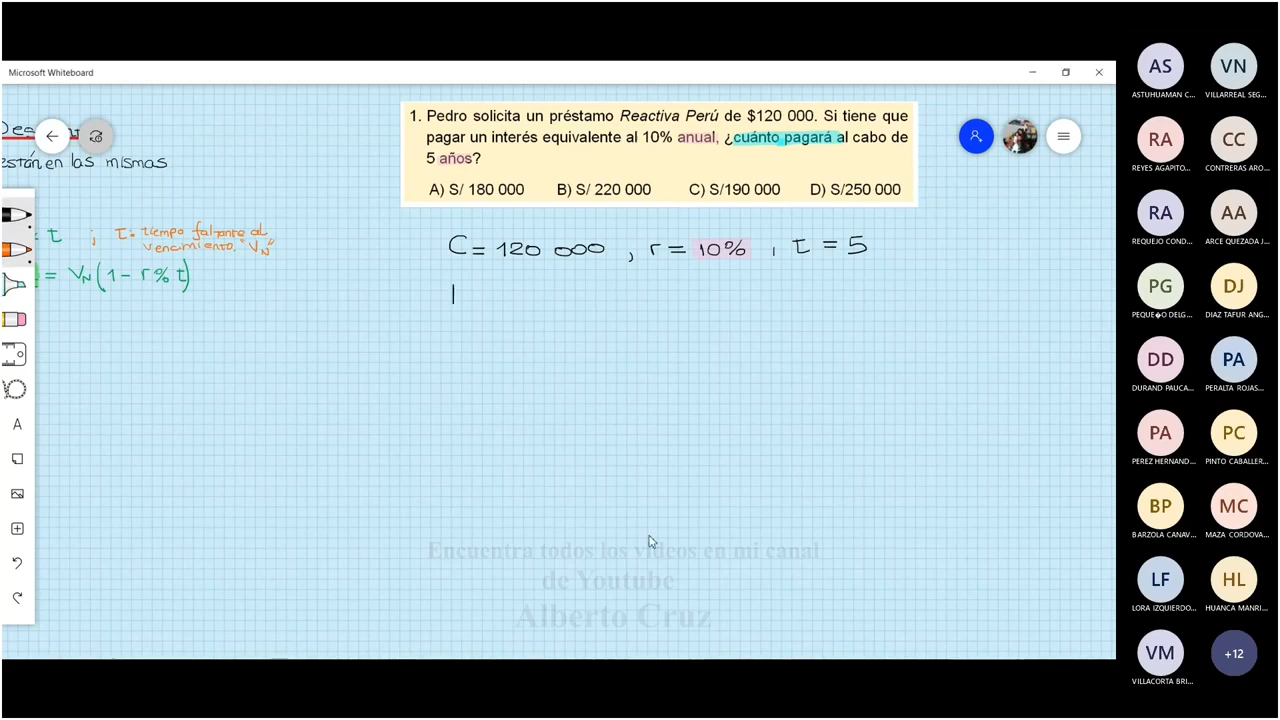 Microsoft Whiteboard
están en las mismas
= t ; t = tiempo faltante al
vencimiento. "VN"
= VN (1 - r% t)
1. Pedro solicita un préstamo Reactiva Perú de $120 000. Si tiene que
pagar un interés equivalente al 10% anual, ¿cuánto pagará al cabo de
5 años?
A) S/ 180 000 B) S/ 220 000 C) S/190 000 D) S/250 000
C = 120 000 , r = 10% , t = 5
A
Encuentra todos los videos en mi canal
de Youtube
Alberto Cruz
AS VN
ASTUHUAMAN C... VILLARREAL SEG...
RA CC
REYES AGAPITO... CONTRERAS ARO...
RA AA
REQUEJO COND... ARCE QUEZADA J...
PG DJ
PEQUE�O DELG... DIAZ TAFUR ANG...
DD PA
DURAND PAUCA... PERALTA ROJAS...
PA PC
PEREZ HERNAND... PINTO CABALLER...
BP MC
BARZOLA CANAV... MAZA CORDOVA...
LF HL
LORA IZQUIERDO... HUANCA MANRI...
VM +12
VILLACORTA BRI...